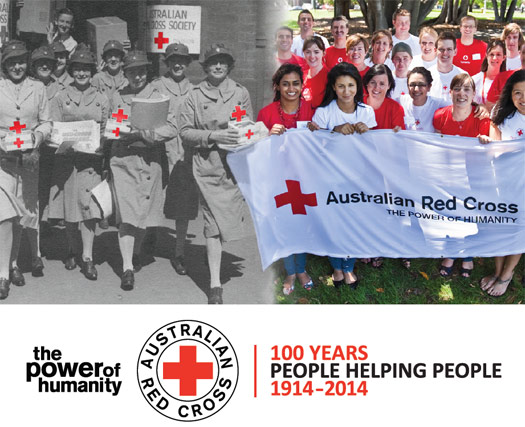 AUSTRALIAN
RED CROSS SOCIETY
Australian Red Cross
THE POWER OF HUMANITY
the
power of
humanity
AUSTRALIAN
RED CROSS
100 YEARS
PEOPLE HELPING PEOPLE
1914-2014